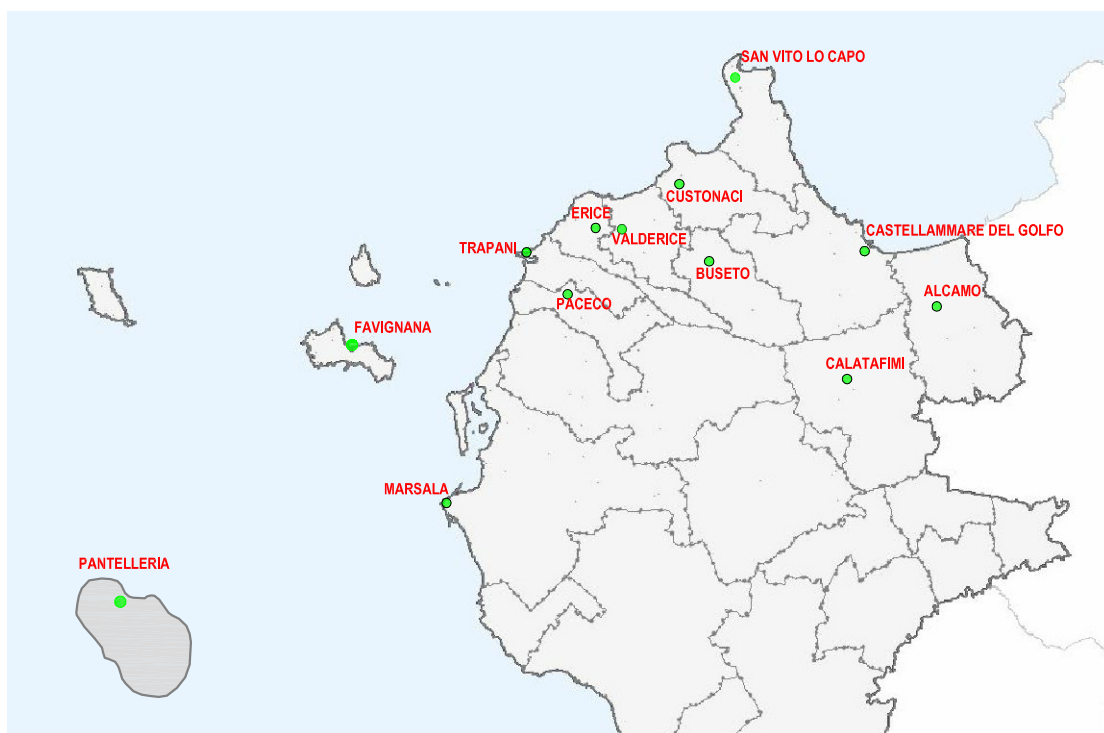 SAN VITO LO CAPO
CUSTONACI
ERICE
VALDERICE
CASTELLAMMARE DEL GOLFO
TRAPANI
BUSETO
ALCAMO
PACECO
FAVIGNANA
CALATAFIMI
MARSALA
PANTELLERIA